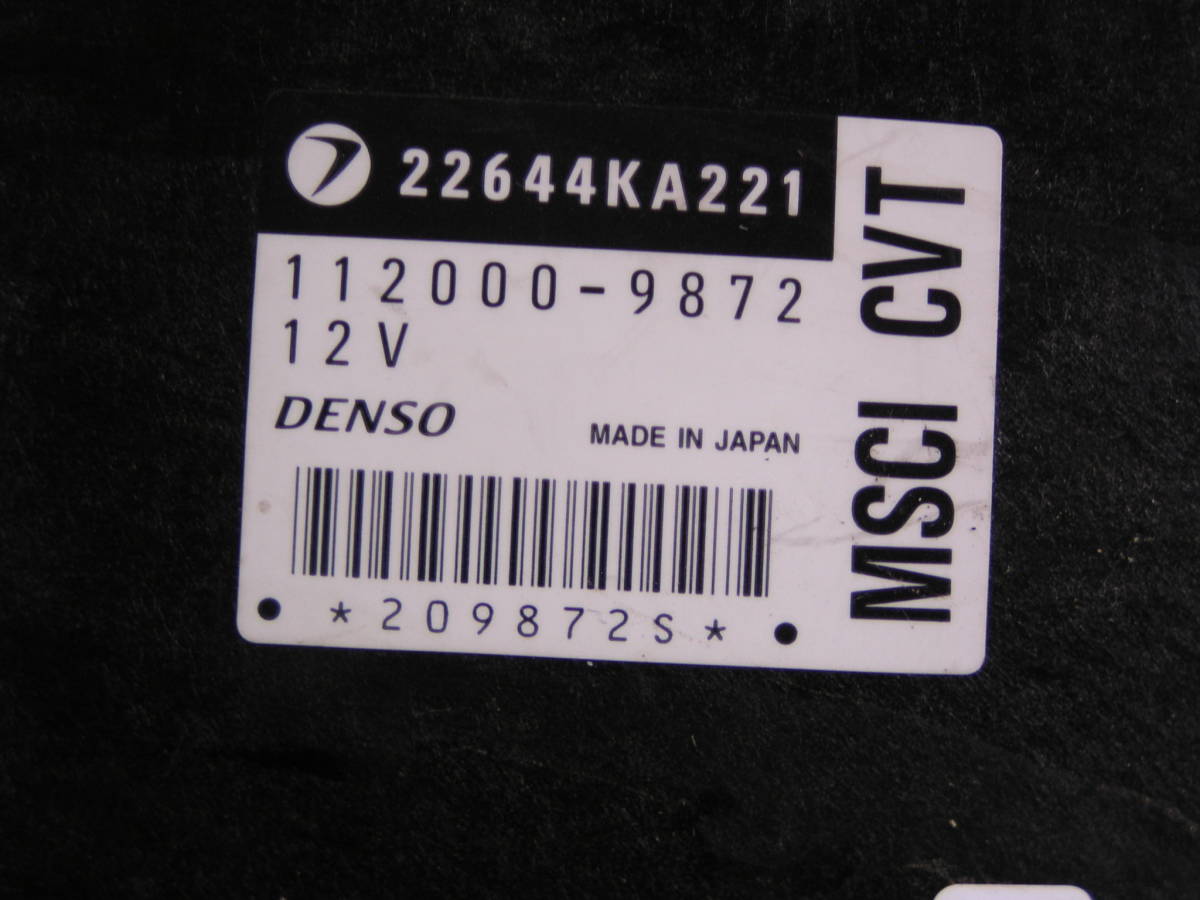 22644KA221
112000-9872
12V
DENSO
MADE IN JAPAN
*209872S*
MSCI CVT